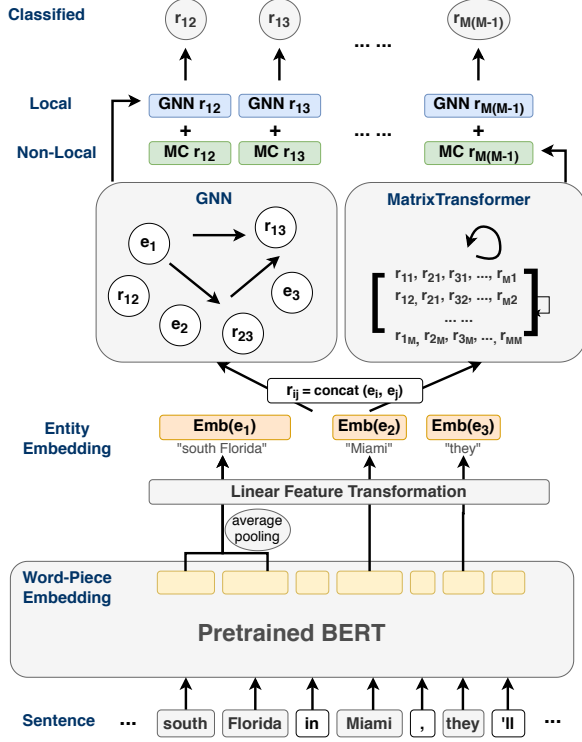 Classified r12 r13 ... ... rM(M-1)
Local GNN r12 GNN r13 ... ... GNN rM(M-1)
+ + +
Non-Local MC r12 MC r13 ... ... MC rM(M-1)
GNN MatrixTransformer
e1 r13
r12 e2 r23 e3
r11, r21, r31, ..., rM1
r12, r21, r32, ..., rM2
... ...
r1M, r2M, r3M, ..., rMM
rij = concat (ei, ej)
Entity Embedding Emb(e1) Emb(e2) Emb(e3)
"south Florida" "Miami" "they"
Linear Feature Transformation
average
pooling
Word-Piece
Embedding
Pretrained BERT
Sentence ... south Florida in Miami , they 'll ...